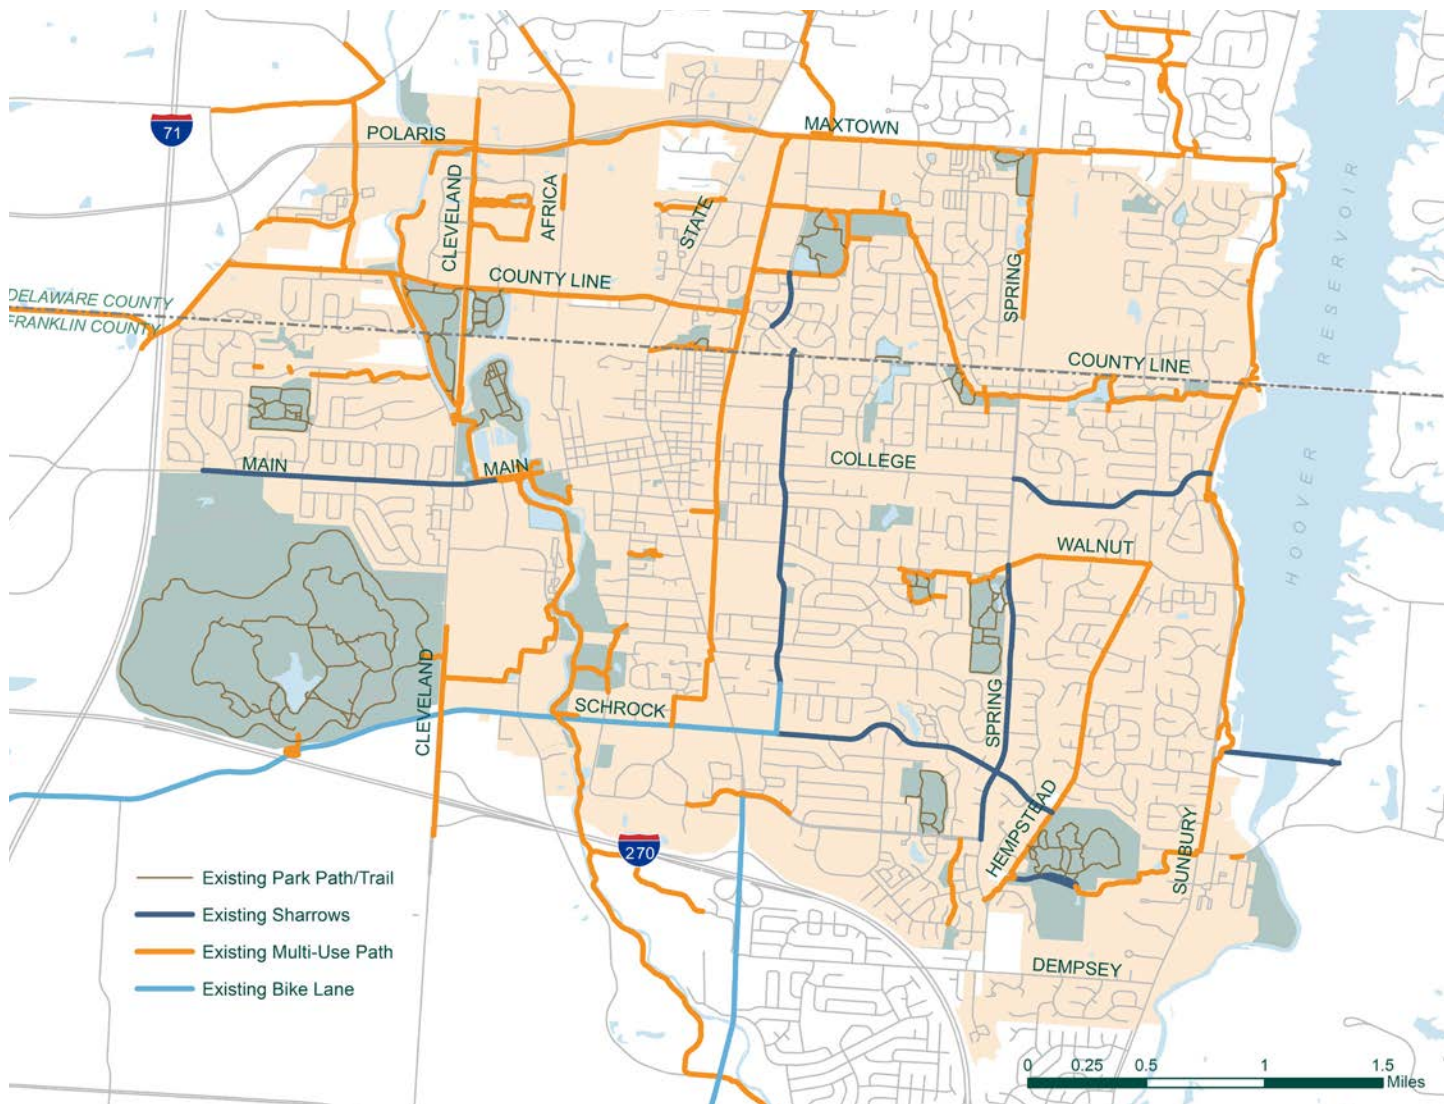 71
POLARIS
MAXTOWN
CLEVELAND
AFRICA
STATE
SPRING
COUNTY LINE
DELAWARE COUNTY
FRANKLIN COUNTY
COUNTY LINE
HOOVER RESERVOIR
MAIN
MAIN
COLLEGE
WALNUT
CLEVELAND
SCHROCK
SPRING
HEMPSTEAD
SUNBURY
270
DEMPSEY
Existing Park Path/Trail
Existing Sharrows
Existing Multi-Use Path
Existing Bike Lane
0 0.25 0.5 1 1.5
Miles